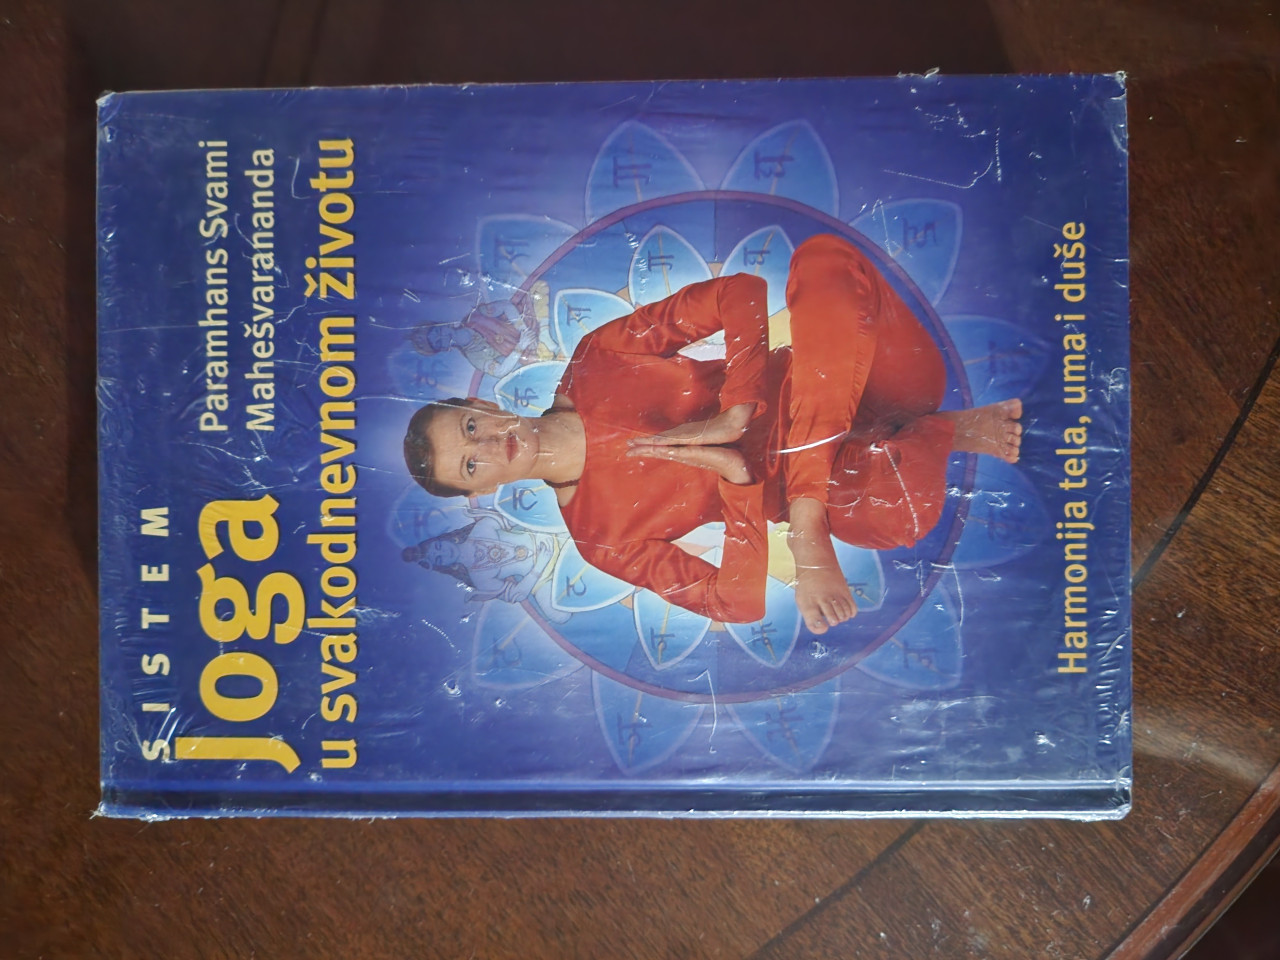 SISTEM
Joga
Paramhans Svami
Mahešvarananda
u svakodnevnom životu
Harmonija tela, uma i duše